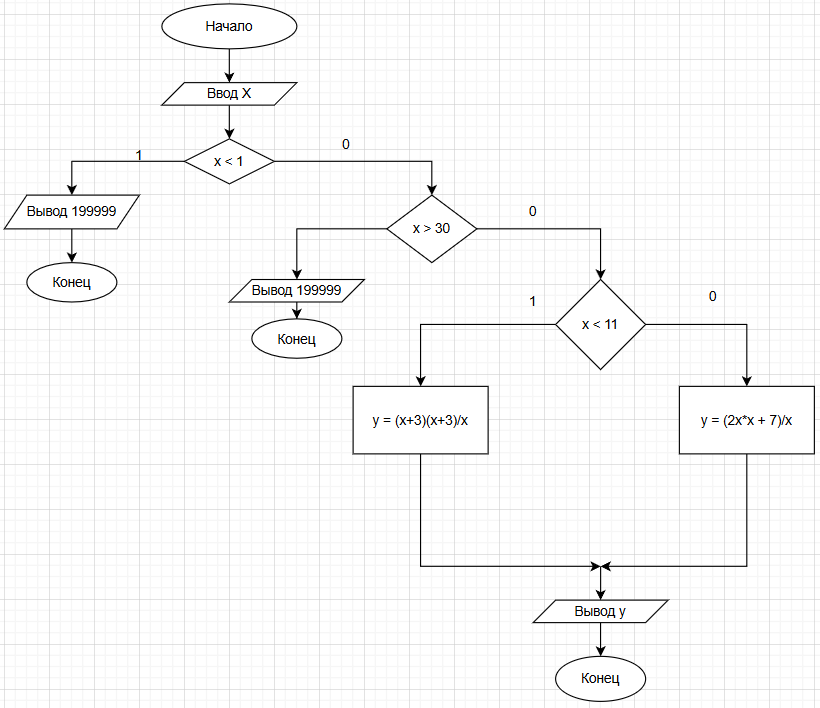 Начало
Ввод X
x < 1
1
0
Вывод 199999
Конец
x > 30
0
Вывод 199999
Конец
x < 11
1
0
y = (x+3)(x+3)/x
y = (2x*x + 7)/x
Вывод y
Конец